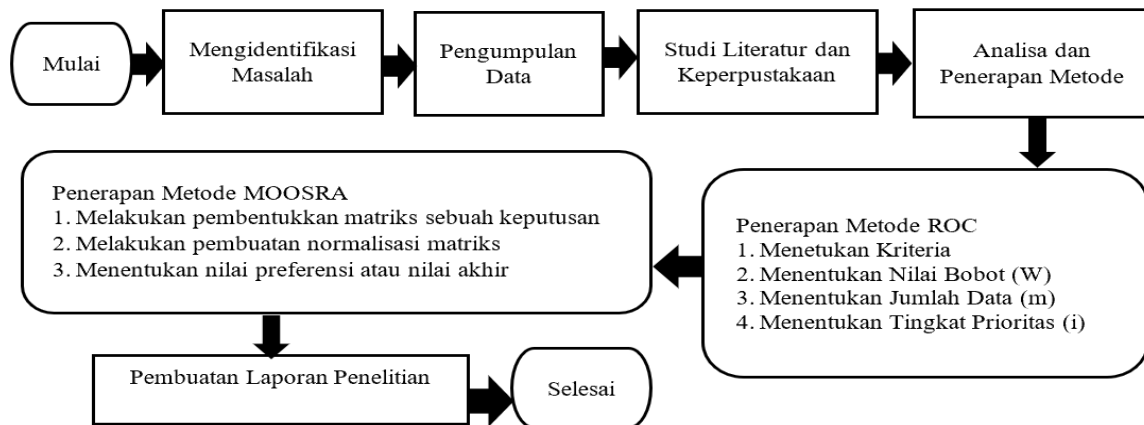 Mulai
Mengidentifikasi
Masalah
Pengumpulan
Data
Studi Literatur dan
Keperpustakaan
Analisa dan
Penerapan Metode
Penerapan Metode ROC
1. Menetukan Kriteria
2. Menentukan Nilai Bobot (W)
3. Menentukan Jumlah Data (m)
4. Menentukan Tingkat Prioritas (i)
Penerapan Metode MOOSRA
1. Melakukan pembentukkan matriks sebuah keputusan
2. Melakukan pembuatan normalisasi matriks
3. Menentukan nilai preferensi atau nilai akhir
Pembuatan Laporan Penelitian
Selesai